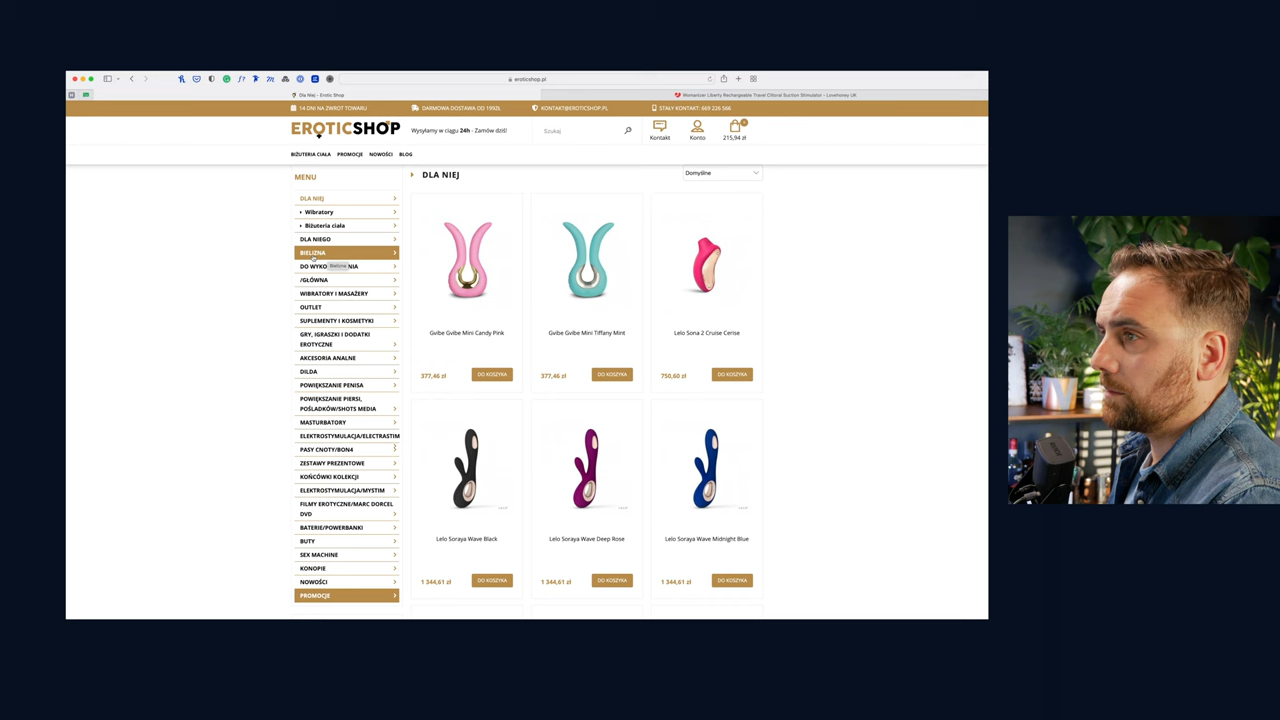 eroticshop.pl
Dla Niej - Erotic Shop
Womanizer Liberty Rechargeable Travel Clitoral Suction Stimulator - Lovehoney UK
14 DNI NA ZWROT TOWARU
DARMOWA DOSTAWA OD 199ZŁ
KONTAKT@EROTICSHOP.PL
STAŁY KONTAKT: 669 226 566
EROTICSHOP
Wysyłamy w ciągu 24h - Zamów dziś!
Szukaj
Kontakt
Konto
215,94 zł
BIŻUTERIA CIAŁA
PROMOCJE
NOWOŚCI
BLOG
MENU
DLA NIEJ
Wibratory
Biżuteria ciała
DLA NIEGO
BIELIZNA
Bielizna
/GŁÓWNA
WIBRATORY I MASAŻERY
OUTLET
SUPLEMENTY I KOSMETYKI
GRY, IGRASZKI I DODATKI
EROTYCZNE
AKCESORIA ANALNE
DILDA
POWIĘKSZANIE PENISA
POWIĘKSZANIE PIERSI,
POŚLADKÓW/SHOTS MEDIA
MASTURBATORY
ELEKTROSTYMULACJA/ELECTRASTIM
PASY CNOTY/BON4
ZESTAWY PREZENTOWE
KOŃCÓWKI KOLEKCJI
ELEKTROSTYMULACJA/MYSTIM
FILMY EROTYCZNE/MARC DORCEL
DVD
BATERIE/POWERBANKI
BUTY
SEX MACHINE
KONOPIE
NOWOŚCI
PROMOCJE
DLA NIEJ
Domyślne
Gvibe Gvibe Mini Candy Pink
377,46 zł
DO KOSZYKA
Gvibe Gvibe Mini Tiffany Mint
377,46 zł
DO KOSZYKA
Lelo Sona 2 Cruise Cerise
750,60 zł
DO KOSZYKA
Lelo Soraya Wave Black
1 344,61 zł
DO KOSZYKA
Lelo Soraya Wave Deep Rose
1 344,61 zł
DO KOSZYKA
Lelo Soraya Wave Midnight Blue
1 344,61 zł
DO KOSZYKA